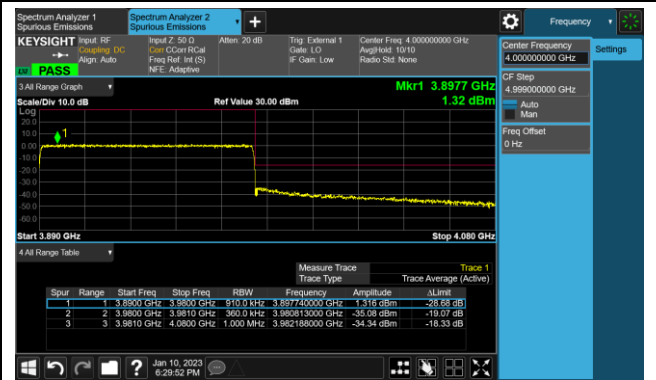 Spectrum Analyzer 1
Spurious Emissions
Spectrum Analyzer 2
Spurious Emissions
Frequency
KEYSIGHT
Input: RF
Coupling: DC
Align: Auto
Input Z: 50 Ω
Corr CCorr RCal
Freq Ref: Int (S)
NFE: Adaptive
Atten: 20 dB
Trig: External 1
Gate: LO
IF Gain: Low
Center Freq: 4.000000000 GHz
Avg|Hold: 10/10
Radio Std: None
LXI
PASS
Center Frequency
4.000000000 GHz
Settings
CF Step
4.999000000 GHz
Auto
Man
Freq Offset
0 Hz
3 All Range Graph
Mkr1 3.8977 GHz
Scale/Div 10.0 dB
Ref Value 30.00 dBm
1.32 dBm
Log
20.0
10.0
0.00
-10.0
-20.0
-30.0
-40.0
-50.0
-60.0
1
Start 3.890 GHz
Stop 4.080 GHz
4 All Range Table
Measure Trace Trace 1
Trace Type Trace Average (Active)
Spur Range Start Freq Stop Freq RBW Frequency Amplitude ΔLimit
1 1 3.8900 GHz 3.9800 GHz 910.0 kHz 3.897740000 GHz 1.316 dBm -28.68 dB
2 2 3.9800 GHz 3.9810 GHz 360.0 kHz 3.980813000 GHz -35.08 dBm -19.07 dB
3 3 3.9810 GHz 4.0800 GHz 1.000 MHz 3.982188000 GHz -34.34 dBm -18.33 dB
?
Jan 10, 2023
6:29:52 PM